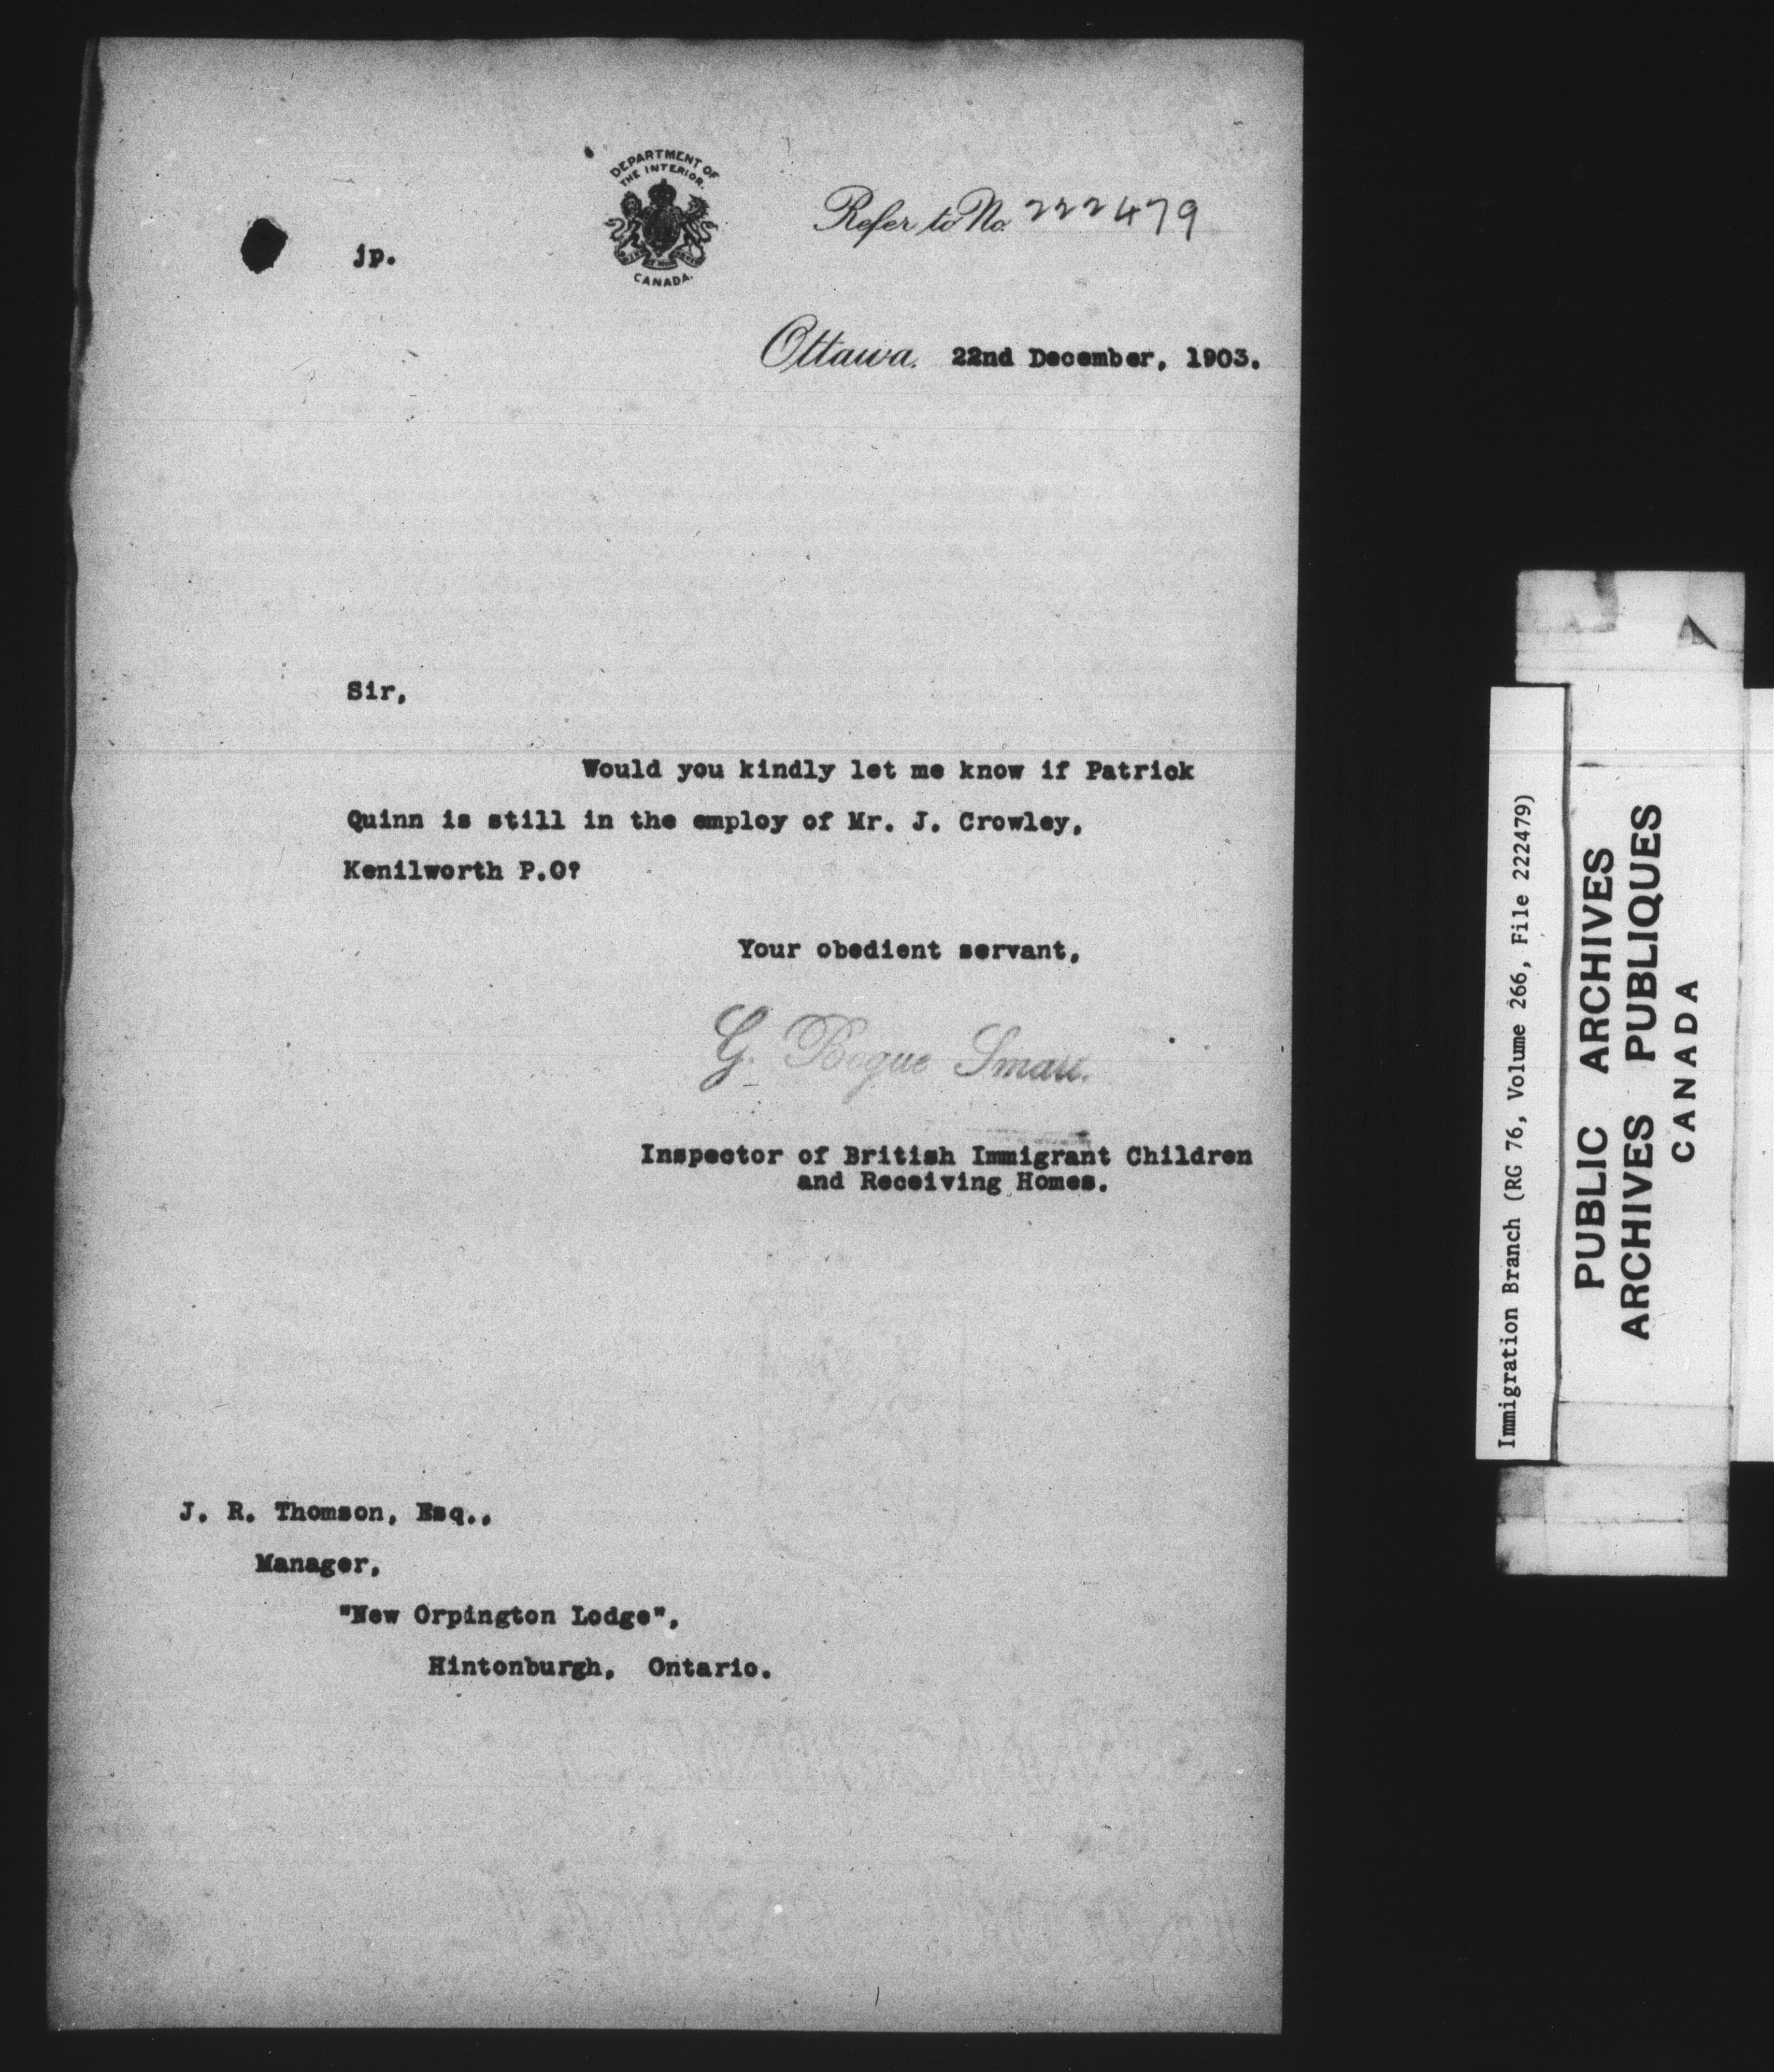 DEPARTMENT OF
THE INTERIOR.
CANADA.
Refer to No. 222479
jp.
Ottawa, 22nd December, 1903.
Sir,
Would you kindly let me know if Patrick
Quinn is still in the employ of Mr. J. Crowley,
Kenilworth P.O?
Your obedient servant,
G. Bogue Smart.
Inspector of British Immigrant Children
and Receiving Homes.
J. R. Thomson, Esq.,
Manager,
"New Orpington Lodge",
Hintonburgh, Ontario.
Immigration Branch (RG 76, Volume 266, File 222479)
PUBLIC ARCHIVES
ARCHIVES PUBLIQUES
CANADA